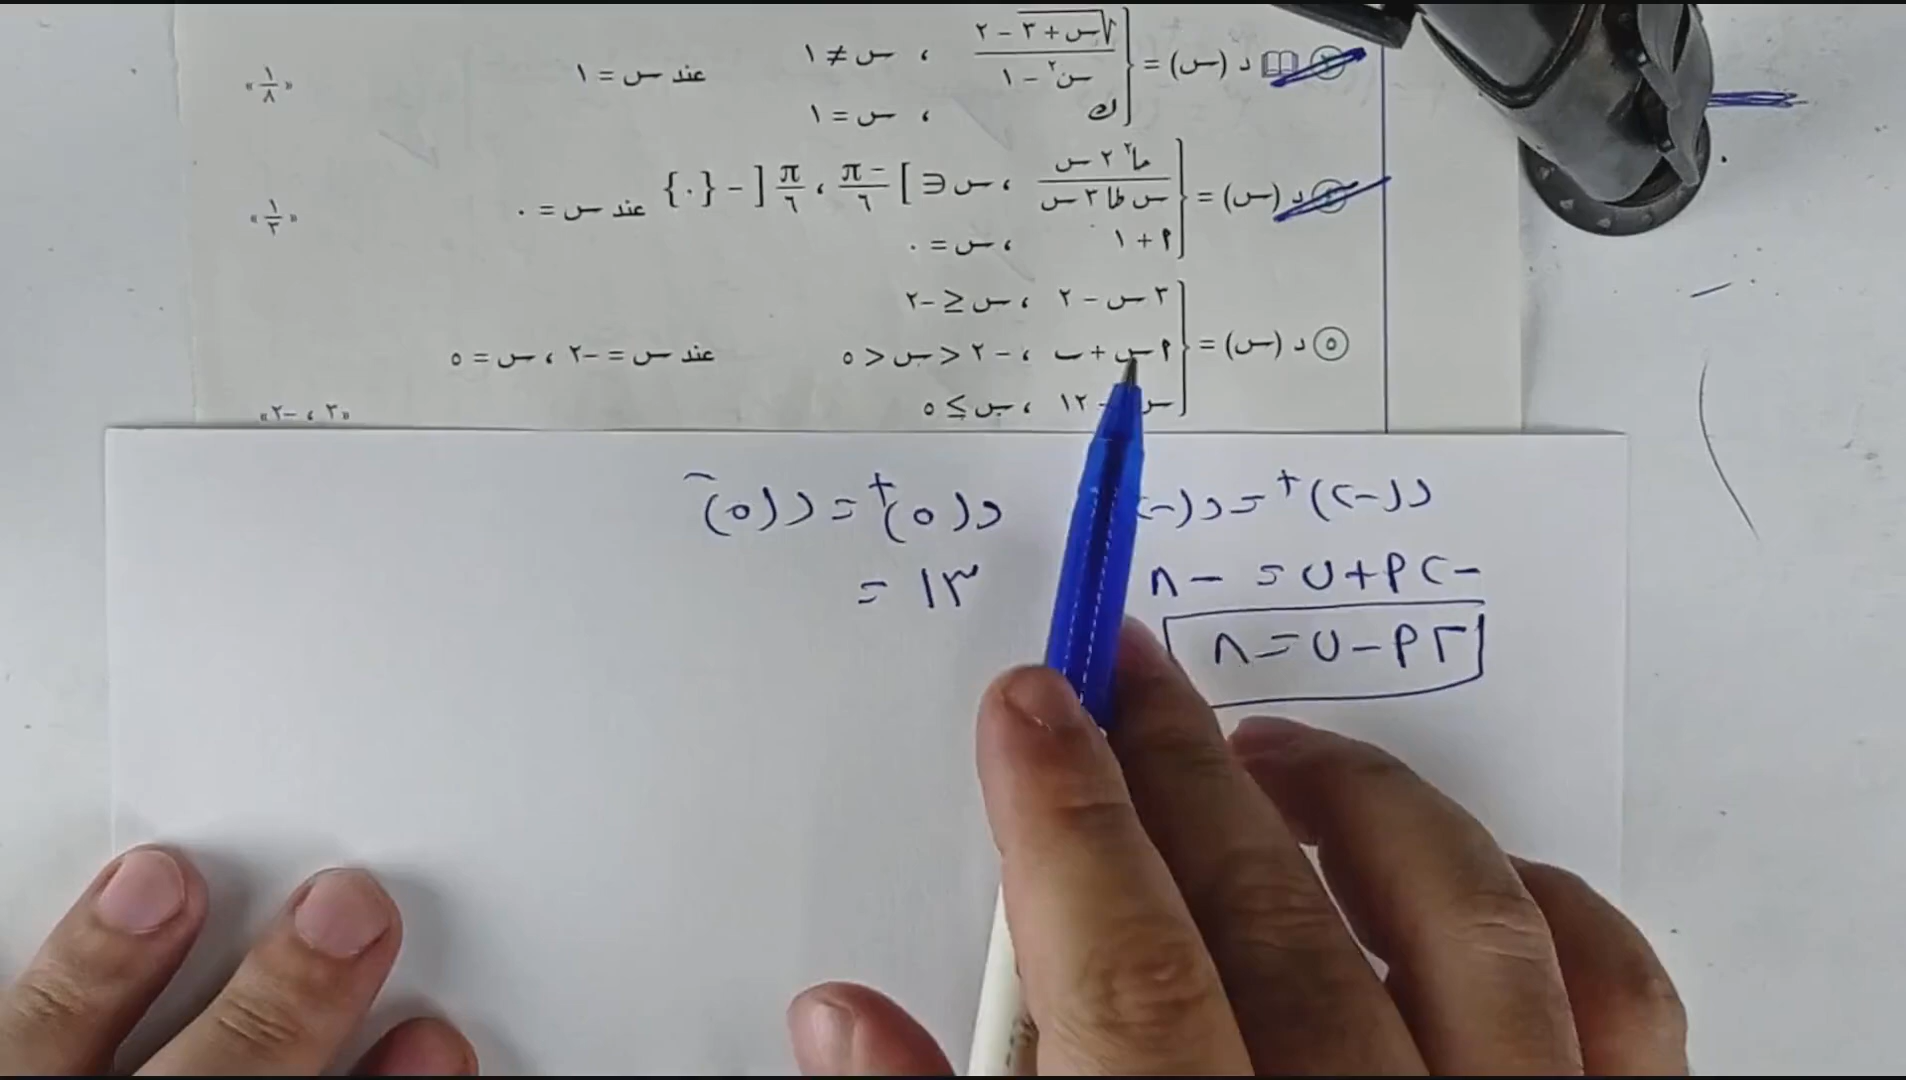 د (س) = { (√(س + ٣) − ٢) / (س² − ١) ، س ≠ ١ عند س = ١ « ١/٨ »
ك ، س = ١
د (س) = { (ما² ٢ س) / (س طا ٣ س) ، س ∈ ] −π/٦ ، π/٦ [ − {٠} عند س = ٠ « ١/٣ »
١ + ٢ ، س = ٠
٥ د (س) = { ٣ س − ٢ ، س ≤ −٢
٢ س + ب ، −٢ < س < ٥ عند س = −٢ ، س = ٥
١٢ ، س ≥ ٥ « ٣ ، −٢ »
د(−٢)⁺ = د(− د(٥)⁺ = د(٥)⁻
−٢٢ + ب = −٨ ١٣ =
٢٢ − ب = ٨